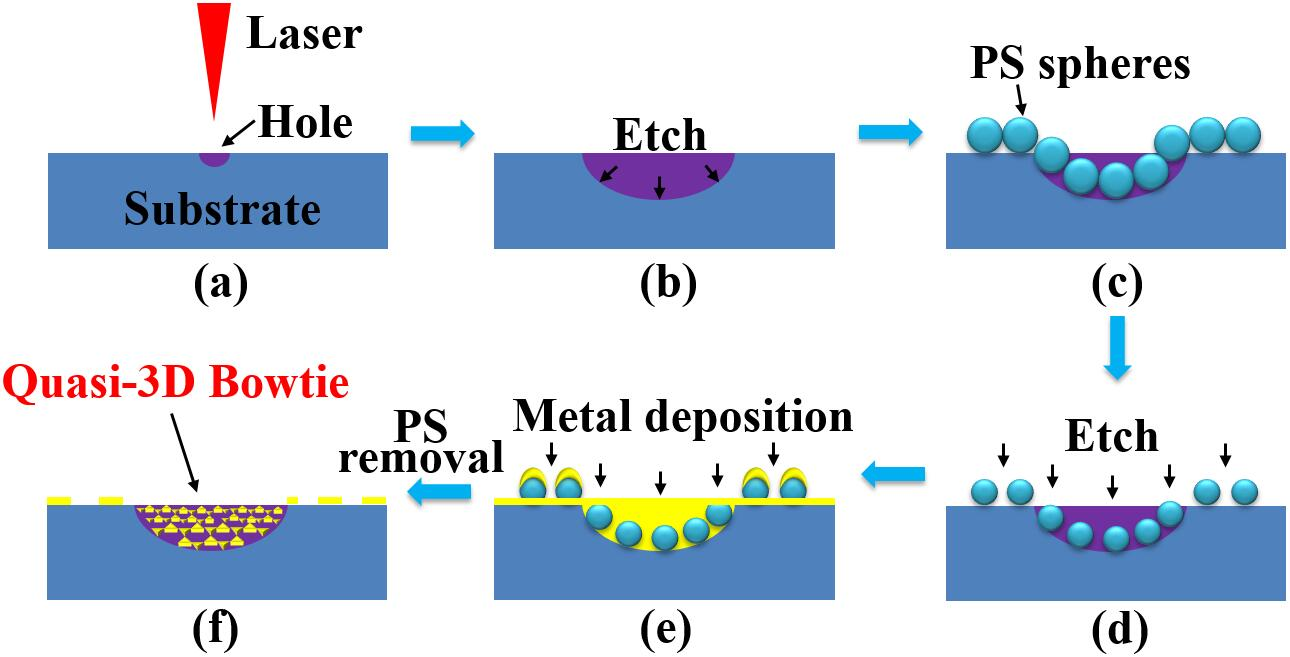 Laser
Hole
Substrate
(a)
Etch
(b)
PS spheres
(c)
Etch
(d)
Metal deposition
(e)
PS
removal
Quasi-3D Bowtie
(f)